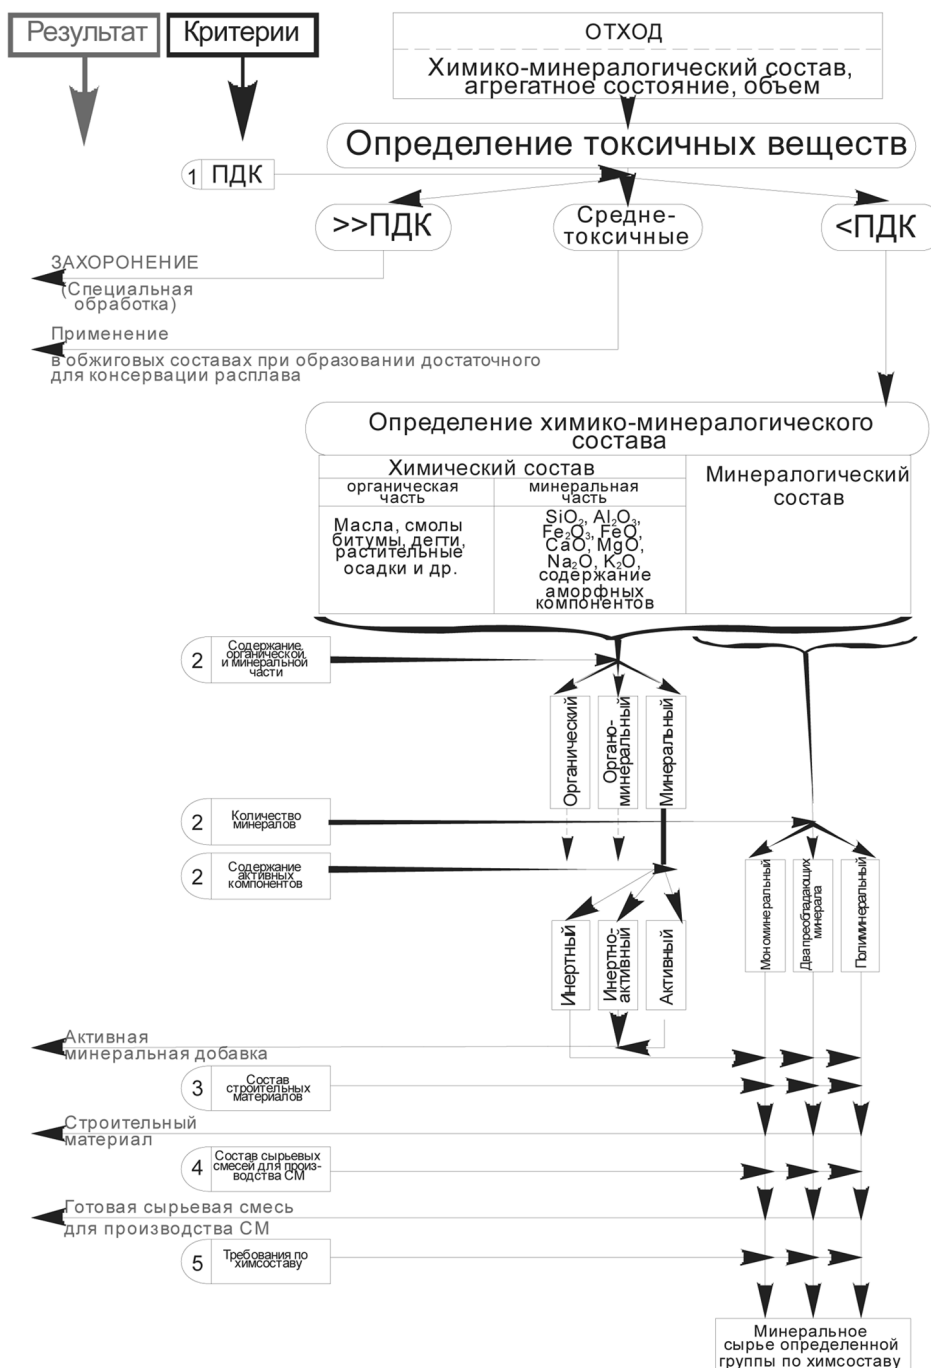 Результат
Критерии
ОТХОД
Химико-минералогический состав,
агрегатное состояние, объем
Определение токсичных веществ
1 ПДК
>>ПДК
Средне-
токсичные
<ПДК
ЗАХОРОНЕНИЕ
(Специальная
обработка)
Применение
в обжиговых составах при образовании достаточного
для консервации расплава
Определение химико-минералогического
состава
Химический состав
органическая
часть
минеральная
часть
Минералогический
состав
Масла, смолы
битумы, дегти,
растительные
осадки и др.
SiO₂, Al₂O₃,
Fe₂O₃, FeO,
CaO, MgO,
Na₂O, K₂O,
содержание
аморфных
компонентов
2
Содержание
органической
и минеральной
части
Органический
Органо-
минеральный
Минеральный
2
Количество
минералов
2
Содержание
активных
компонентов
Мономинеральный
Два преобладающих
минерала
Полиминеральный
Инертный
Инертно-
активный
Активный
Активная
минеральная добавка
3
Состав
строительных
материалов
Строительный
материал
4
Состав сырьевых
смесей для произ-
водства СМ
Готовая сырьевая смесь
для производства СМ
5
Требования по
химсоставу
Минеральное
сырье определенной
группы по химсоставу